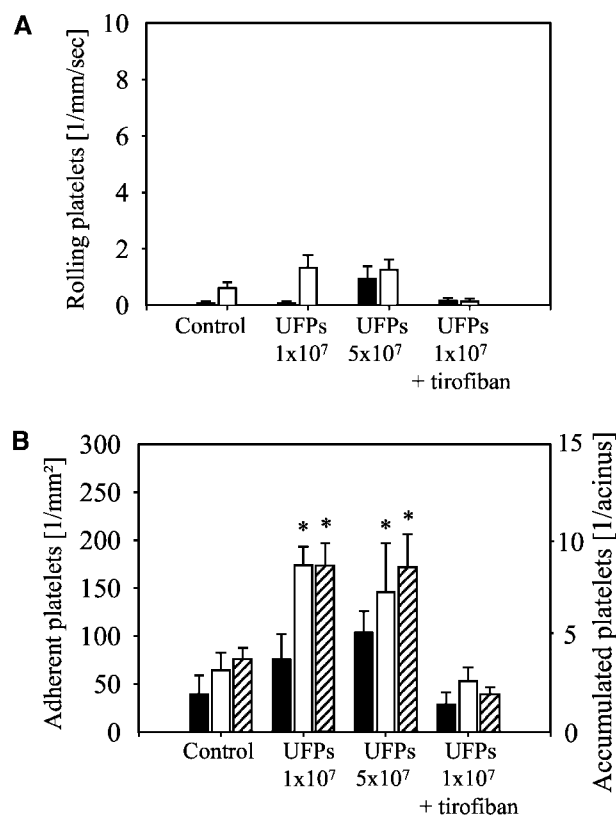 A
Rolling platelets [1/mm/sec]
10
8
6
4
2
0
Control UFPs UFPs UFPs
1x10⁷ 5x10⁷ 1x10⁷
+ tirofiban
B
Adherent platelets [1/mm²]
300
250
200
150
100
50
0
* * * *
15
10
5
0
Accumulated platelets [1/acinus]
Control UFPs UFPs UFPs
1x10⁷ 5x10⁷ 1x10⁷
+ tirofiban